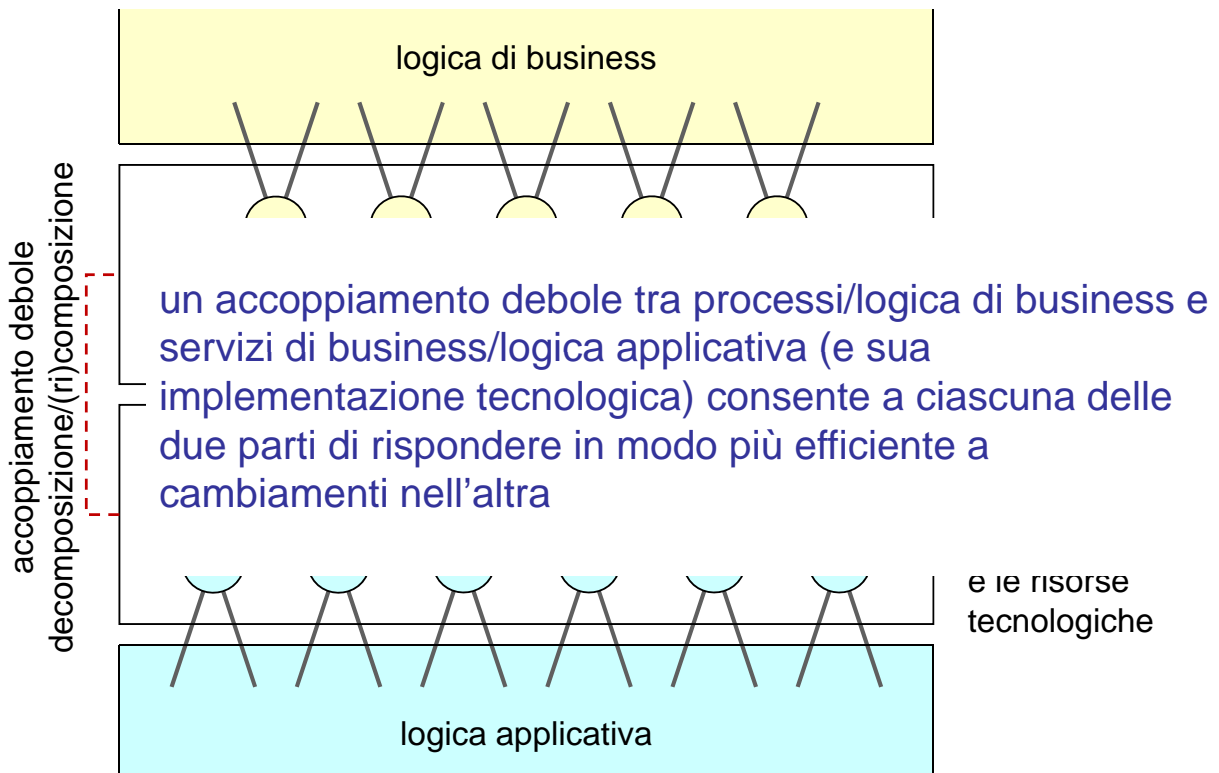 logica di business
accoppiamento debole
decomposizione/(ri)composizione
un accoppiamento debole tra processi/logica di business e
servizi di business/logica applicativa (e sua
implementazione tecnologica) consente a ciascuna delle
due parti di rispondere in modo più efficiente a
cambiamenti nell'altra
e le risorse
tecnologiche
logica applicativa